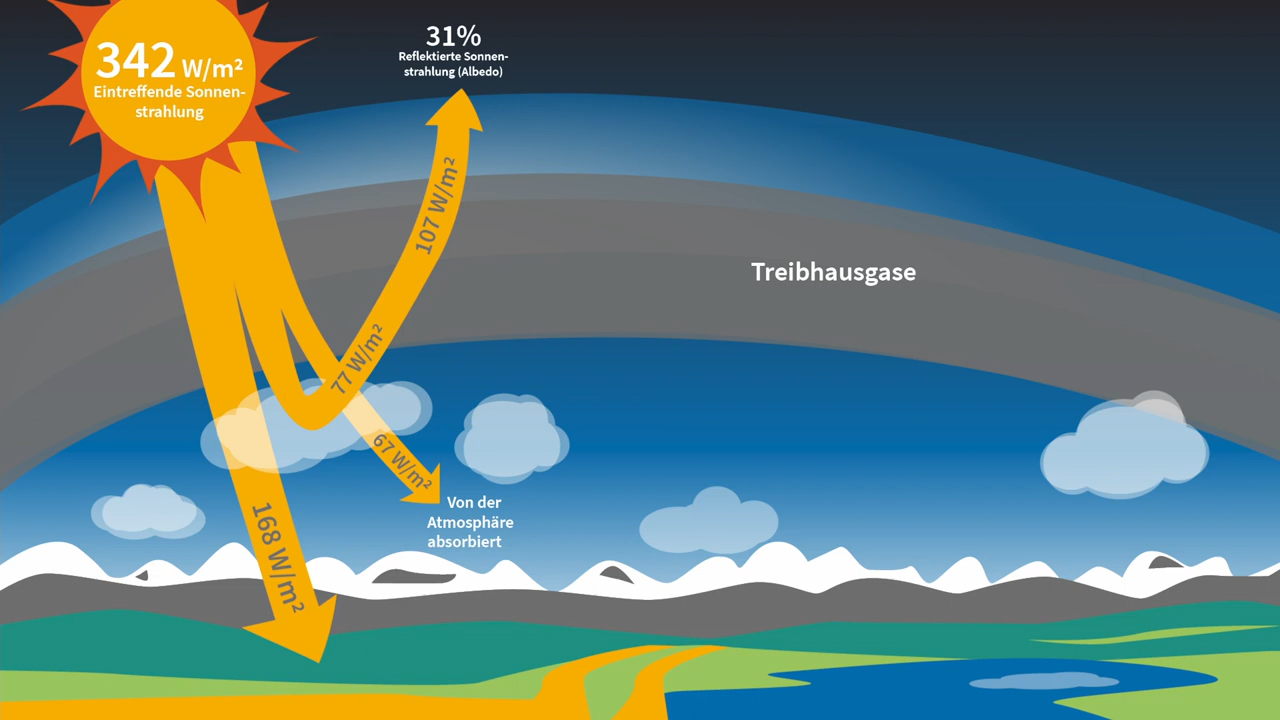 342 W/m²
Eintreffende Sonnen-
strahlung
31%
Reflektierte Sonnen-
strahlung (Albedo)
107 W/m²
Treibhausgase
77 W/m²
67 W/m²
Von der
Atmosphäre
absorbiert
168 W/m²